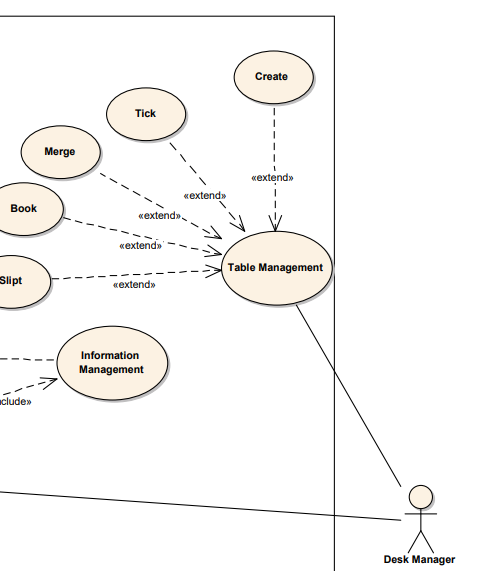 Create
Tick
Merge
«extend»
«extend»
Book
«extend»
«extend»
Table Management
Slipt
«extend»
Information
Management
clude»
Desk Manager